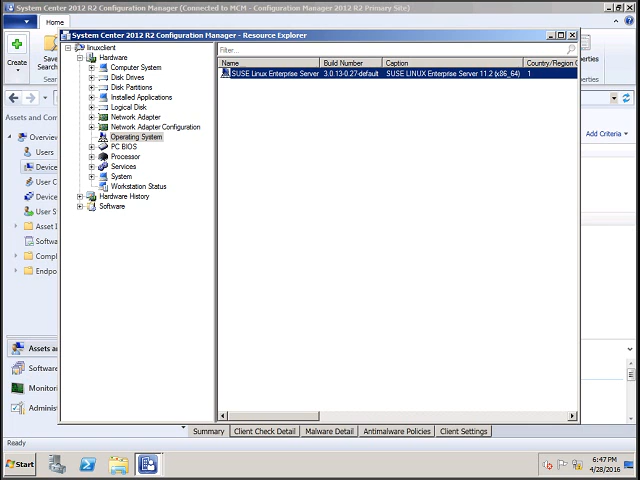 System Center 2012 R2 Configuration Manager (Connected to MCM - Configuration Manager 2012 R2 Primary Site)
Home
Create
Save
Sear
Assets and Com
Overview
Users
Device
User C
Device
User S
Asset I
Softwa
Compl
Endpo
Assets a
Software
Monitori
Adminis
System Center 2012 R2 Configuration Manager - Resource Explorer
linuxclient
Hardware
Computer System
Disk Drives
Disk Partitions
Installed Applications
Logical Disk
Network Adapter
Network Adapter Configuration
Operating System
PC BIOS
Processor
Services
System
Workstation Status
Hardware History
Software
Filter...
Name Build Number Caption Country/Region C
SUSE Linux Enterprise Server 3.0.13-0.27-default SUSE LINUX Enterprise Server 11.2 (x86_64) 1
perties
perties
Add Criteria
Summary Client Check Detail Malware Detail Antimalware Policies Client Settings
Ready
Start
6:47 PM
4/28/2016